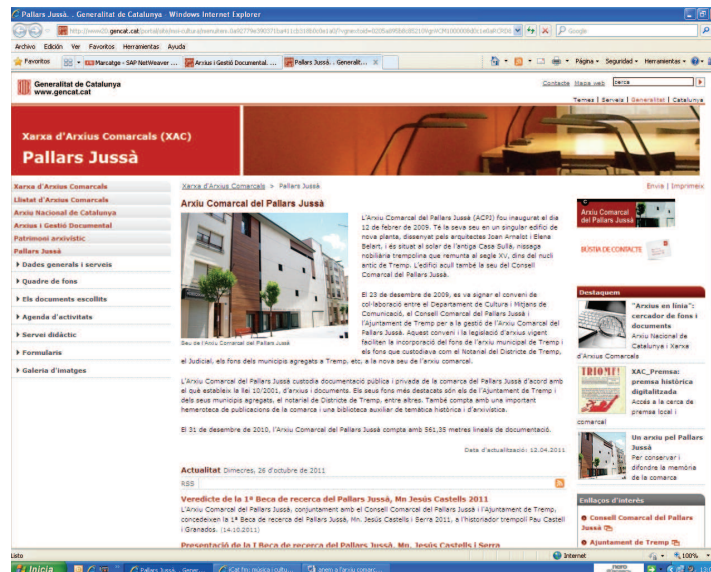 Pallars Jussà. . Generalitat de Catalunya - Windows Internet Explorer
Google
Archivo Edición Ver Favoritos Herramientas Ayuda
Favoritos
Marcatge - SAP NetWeaver ...
Arxius i Gestió Documental. ...
Pallars Jussà. . Generalit...
Página Seguridad Herramientas
Generalitat de Catalunya
www.gencat.cat
Contacte Mapa web cerca
Temes | Serveis | Generalitat | Catalunya
Xarxa d'Arxius Comarcals (XAC)
Pallars Jussà
Xarxa d'Arxius Comarcals
Llistat d'Arxius Comarcals
Arxiu Nacional de Catalunya
Arxius i Gestió Documental
Patrimoni arxivístic
Pallars Jussà
Dades generals i serveis
Quadre de fons
Els documents escollits
Agenda d'activitats
Servei didàctic
Formularis
Galeria d'imatges
Xarxa d'Arxius Comarcals > Pallars Jussà
Envia | Imprimeix
Arxiu Comarcal del Pallars Jussà
L'Arxiu Comarcal del Pallars Jussà (ACPJ) fou inaugurat el dia
12 de febrer de 2009. Té la seva seu en un singular edifici de
nova planta, dissenyat pels arquitectes Joan Arnalot i Elena
Belart, i és situat al solar de l'antiga Casa Sullà, nissaga
nobiliària trempolina que remunta al segle XV, dins del nucli
antic de Tremp. L'edifici acull també la seu del Consell
Comarcal del Pallars Jussà.
El 23 de desembre de 2009, es va signar el conveni de
col·laboració entre el Departament de Cultura i Mitjans de
Comunicació, el Consell Comarcal del Pallars Jussà i
l'Ajuntament de Tremp per a la gestió de l'Arxiu Comarcal del
Pallars Jussà. Aquest conveni i la legislació d'arxius vigent
faciliten la incorporació del fons de l'arxiu municipal de Tremp i
els fons que custodiava com el Notarial del Districte de Tremp,
Seu de l'Arxiu Comarcal del Pallars Jussà
el Judicial, els fons dels municipis agregats a Tremp, etc, a la nova seu de l'arxiu comarcal.
L'Arxiu Comarcal del Pallars Jussà custodia documentació pública i privada de la comarca del Pallars Jussà d'acord amb
el que estableix la llei 10/2001, d'arxius i documents. Els seus fons més destacats són els de l'Ajuntament de Tremp i
dels seus municipis agregats, el notarial de Districte de Tremp, entre altres. També compta amb una important
hemeroteca de publicacions de la comarca i una biblioteca auxiliar de temàtica històrica i d'arxivística.
El 31 de desembre de 2010, l'Arxiu Comarcal del Pallars Jussà compta amb 561,35 metres lineals de documentació.
Data d'actualització: 12.04.2011
Actualitat Dimecres, 26 d'octubre de 2011
RSS
Veredicte de la 1ª Beca de recerca del Pallars Jussà, Mn Jesús Castells 2011
L'Arxiu Comarcal del Pallars Jussà, conjuntament amb el Consell Comarcal del Pallars Jussà i l'Ajuntament de Tremp,
concedeixen la 1ª Beca de recerca del Pallars Jussà, Mn. Jesús Castells i Serra 2011, a l'historiador trempolí Pau Castell
i Granados. (14.10.2011)
Presentació de la I Beca de recerca del Pallars Jussà, Mn. Jesús Castells i Serra
Arxiu Comarcal
del Pallars Jussà
BÚSTIA DE CONTACTE
Destaquem
"Arxius en línia":
cercador de fons i
documents
Arxiu Nacional de
Catalunya i Xarxa
d'Arxius Comarcals
XAC_Premsa:
premsa històrica
digitalitzada
Accés a la cerca de
premsa local i
comarcal
Un arxiu pel Pallars
Jussà
Per conservar i
difondre la memòria
de la comarca
Enllaços d'interès
Consell Comarcal del Pallars
Jussà
Ajuntament de Tremp
Listo
Internet
100%
Inicio